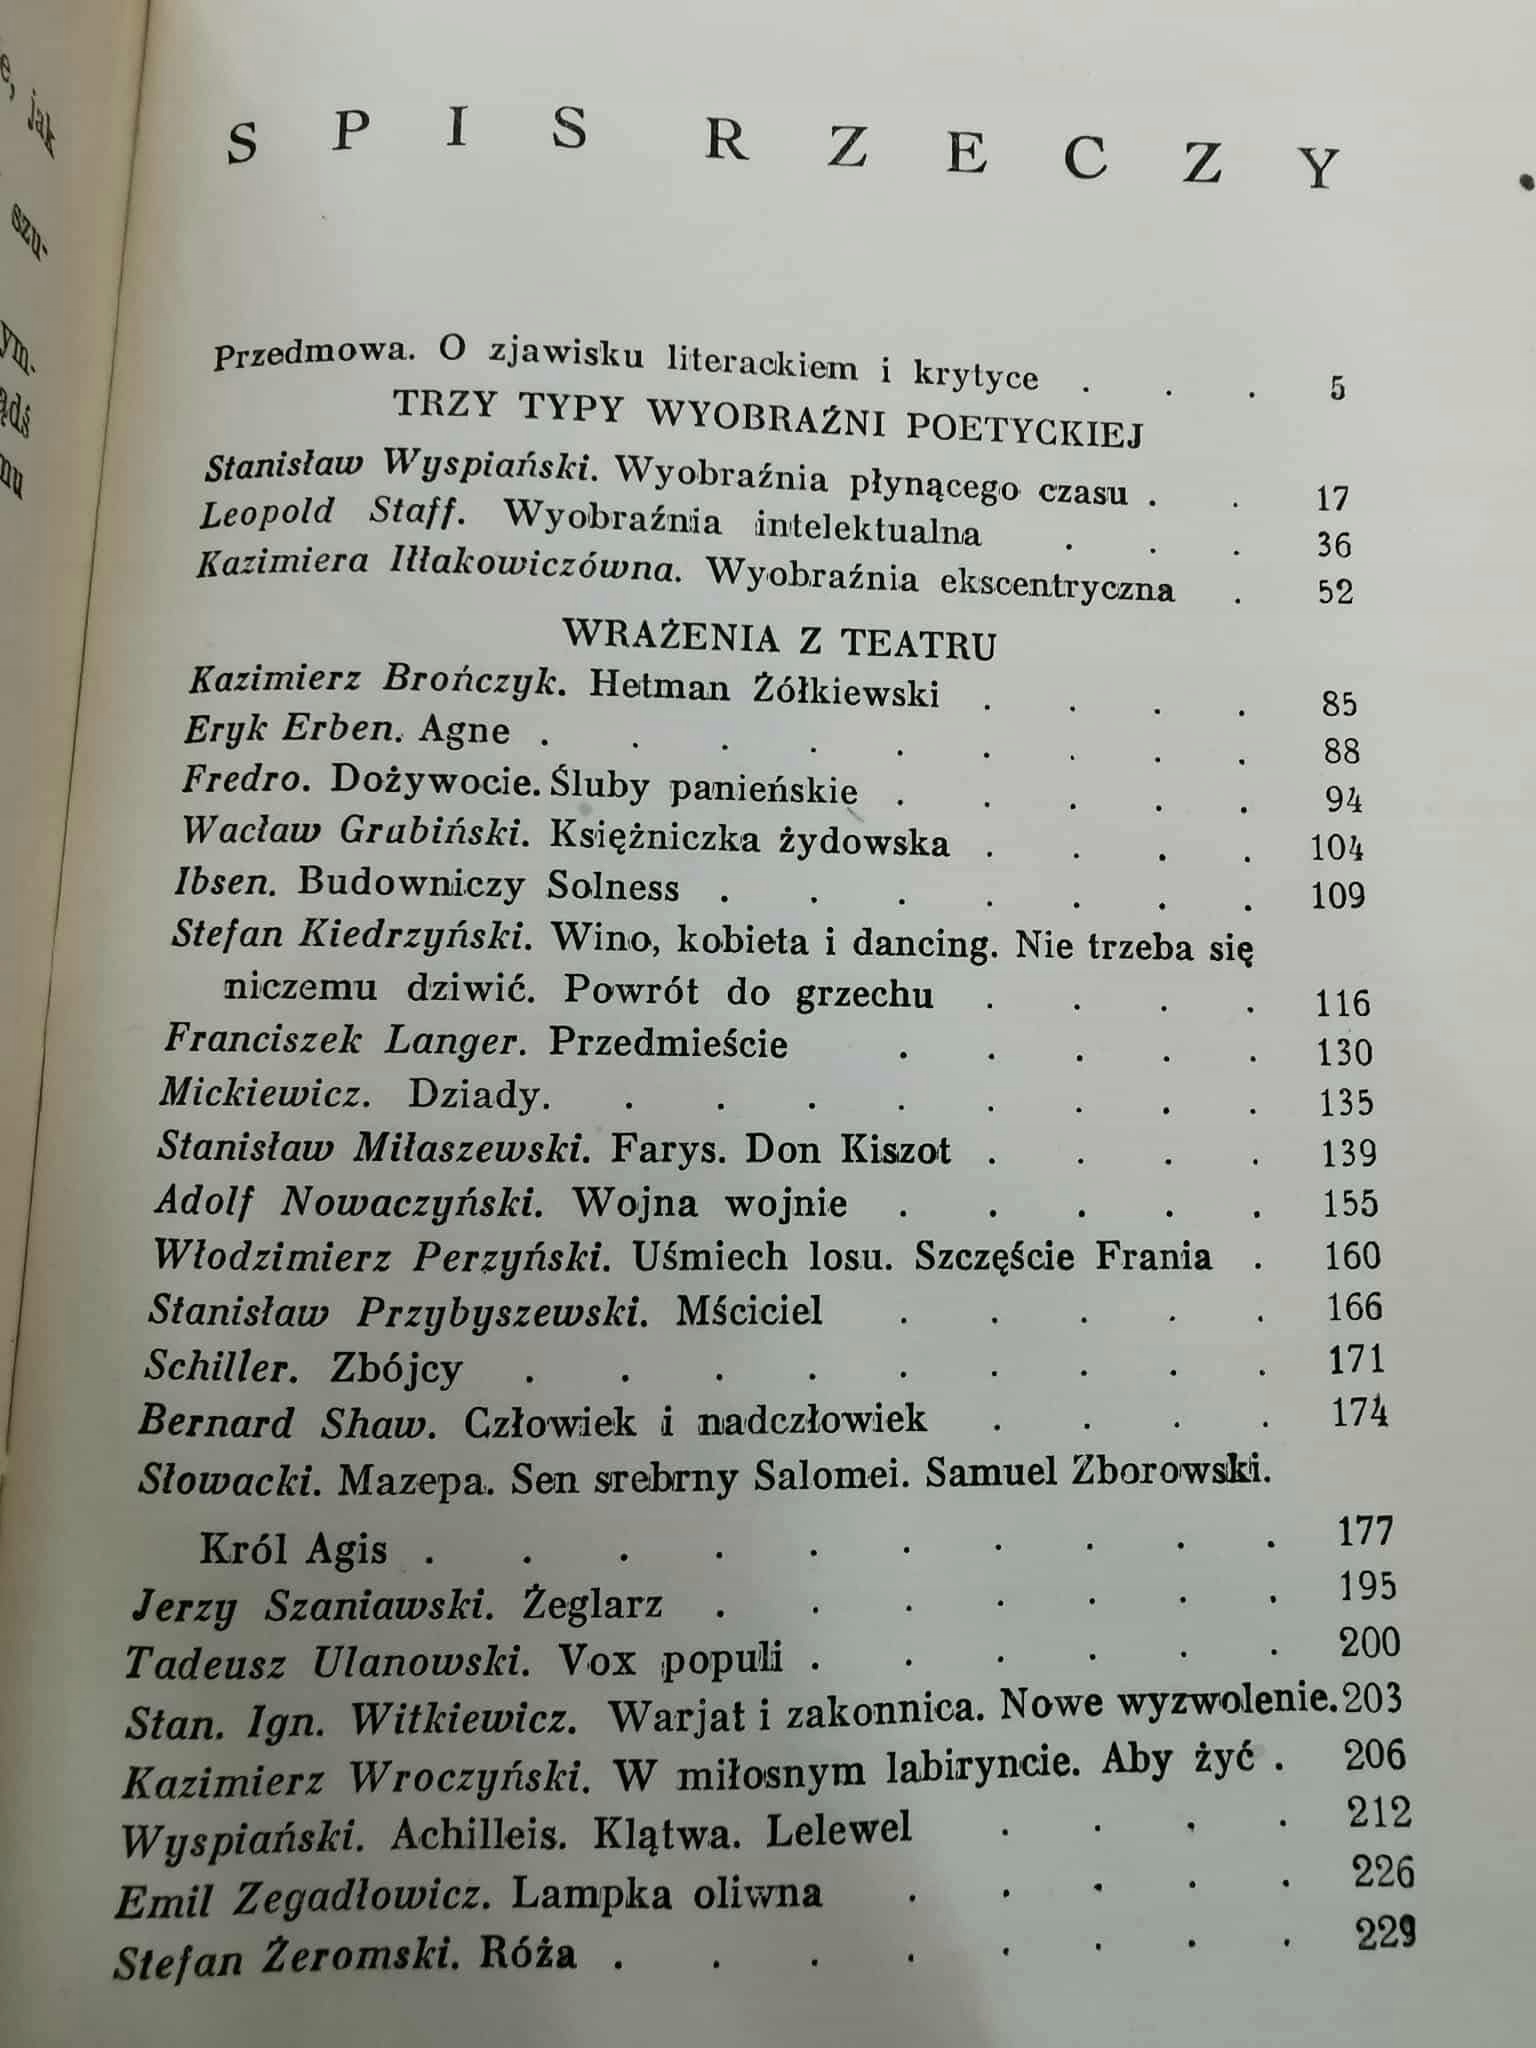 e, jak
szu-
ym-
ądś
mu
SPIS RZECZY
Przedmowa. O zjawisku literackiem i krytyce . . . 5
TRZY TYPY WYOBRAŹNI POETYCKIEJ
Stanisław Wyspiański. Wyobraźnia płynącego czasu . . 17
Leopold Staff. Wyobraźnia intelektualna . . . 36
Kazimiera Iłłakowiczówna. Wyobraźnia ekscentryczna . 52
WRAŻENIA Z TEATRU
Kazimierz Brończyk. Hetman Żółkiewski . . . . 85
Eryk Erben. Agne . . . . . . . . . 88
Fredro. Dożywocie. Śluby panieńskie . . . . . 94
Wacław Grubiński. Księżniczka żydowska . . . . 104
Ibsen. Budowniczy Solness . . . . . . . 109
Stefan Kiedrzyński. Wino, kobieta i dancing. Nie trzeba się
niczemu dziwić. Powrót do grzechu . . . . 116
Franciszek Langer. Przedmieście . . . . . 130
Mickiewicz. Dziady. . . . . . . . . 135
Stanisław Miłaszewski. Farys. Don Kiszot . . . . 139
Adolf Nowaczyński. Wojna wojnie . . . . . 155
Włodzimierz Perzyński. Uśmiech losu. Szczęście Frania . 160
Stanisław Przybyszewski. Mściciel . . . . . 166
Schiller. Zbójcy . . . . . . . . . 171
Bernard Shaw. Człowiek i nadczłowiek . . . . 174
Słowacki. Mazepa. Sen srebrny Salomei. Samuel Zborowski.
Król Agis . . . . . . . . . . 177
Jerzy Szaniawski. Żeglarz . . . . . . . 195
Tadeusz Ulanowski. Vox populi . . . . . . 200
Stan. Ign. Witkiewicz. Warjat i zakonnica. Nowe wyzwolenie. 203
Kazimierz Wroczyński. W miłosnym labiryncie. Aby żyć . 206
Wyspiański. Achilleis. Klątwa. Lelewel . . . . 212
Emil Zegadłowicz. Lampka oliwna . . . . . 226
Stefan Żeromski. Róża . . . . . . . . 229